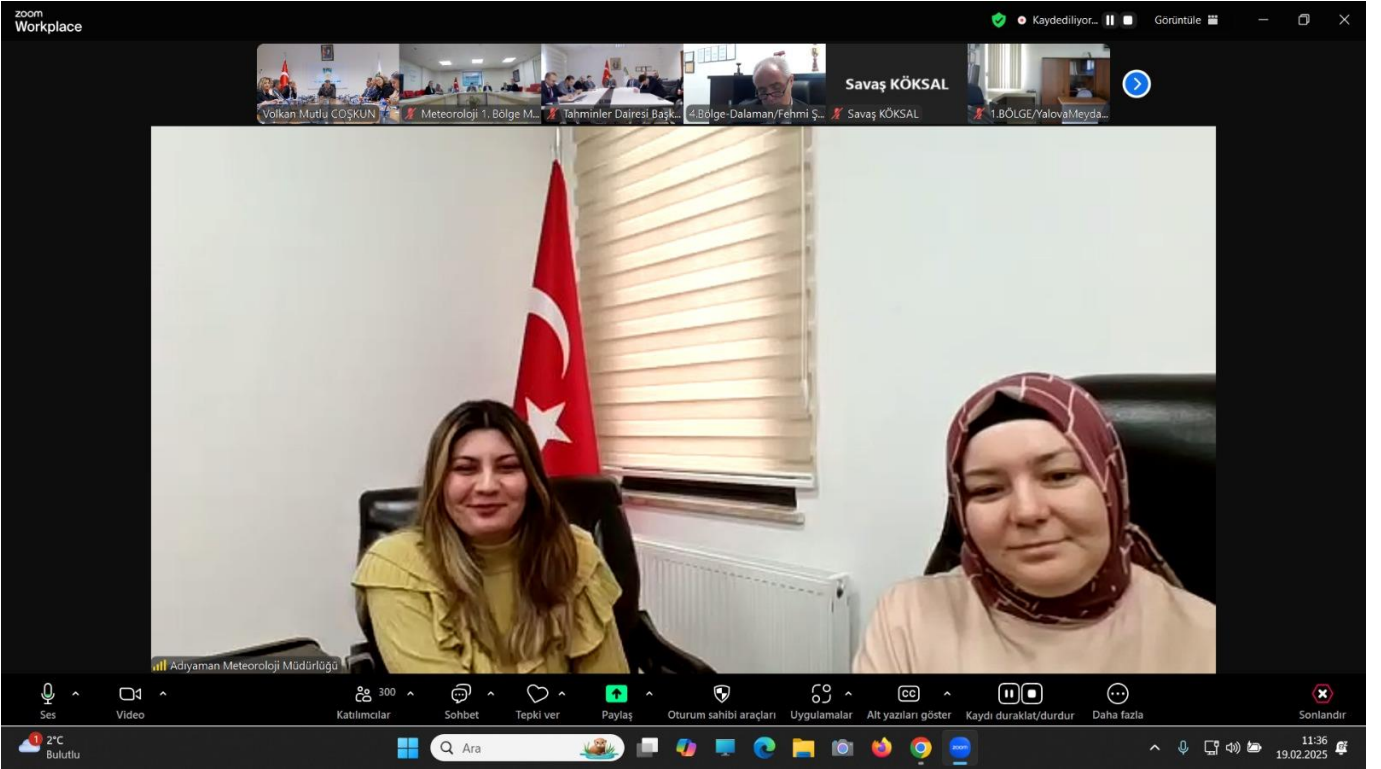 zoom
Workplace
Kaydediliyor...
Görüntüle
Volkan Mutlu COŞKUN
Meteoroloji 1. Bölge M...
Tahminler Dairesi Başk...
4.Bölge-Dalaman/Fehmi Ş...
Savaş KÖKSAL
Savaş KÖKSAL
1.BÖLGE/YalovaMeyda...
Adıyaman Meteoroloji Müdürlüğü
Ses
Video
300
Katılımcılar
Sohbet
Tepki ver
Paylaş
Oturum sahibi araçları
Uygulamalar
CC
Alt yazıları göster
Kaydı duraklat/durdur
Daha fazla
Sonlandır
1
2°C
Bulutlu
Ara
zoom
11:36
19.02.2025